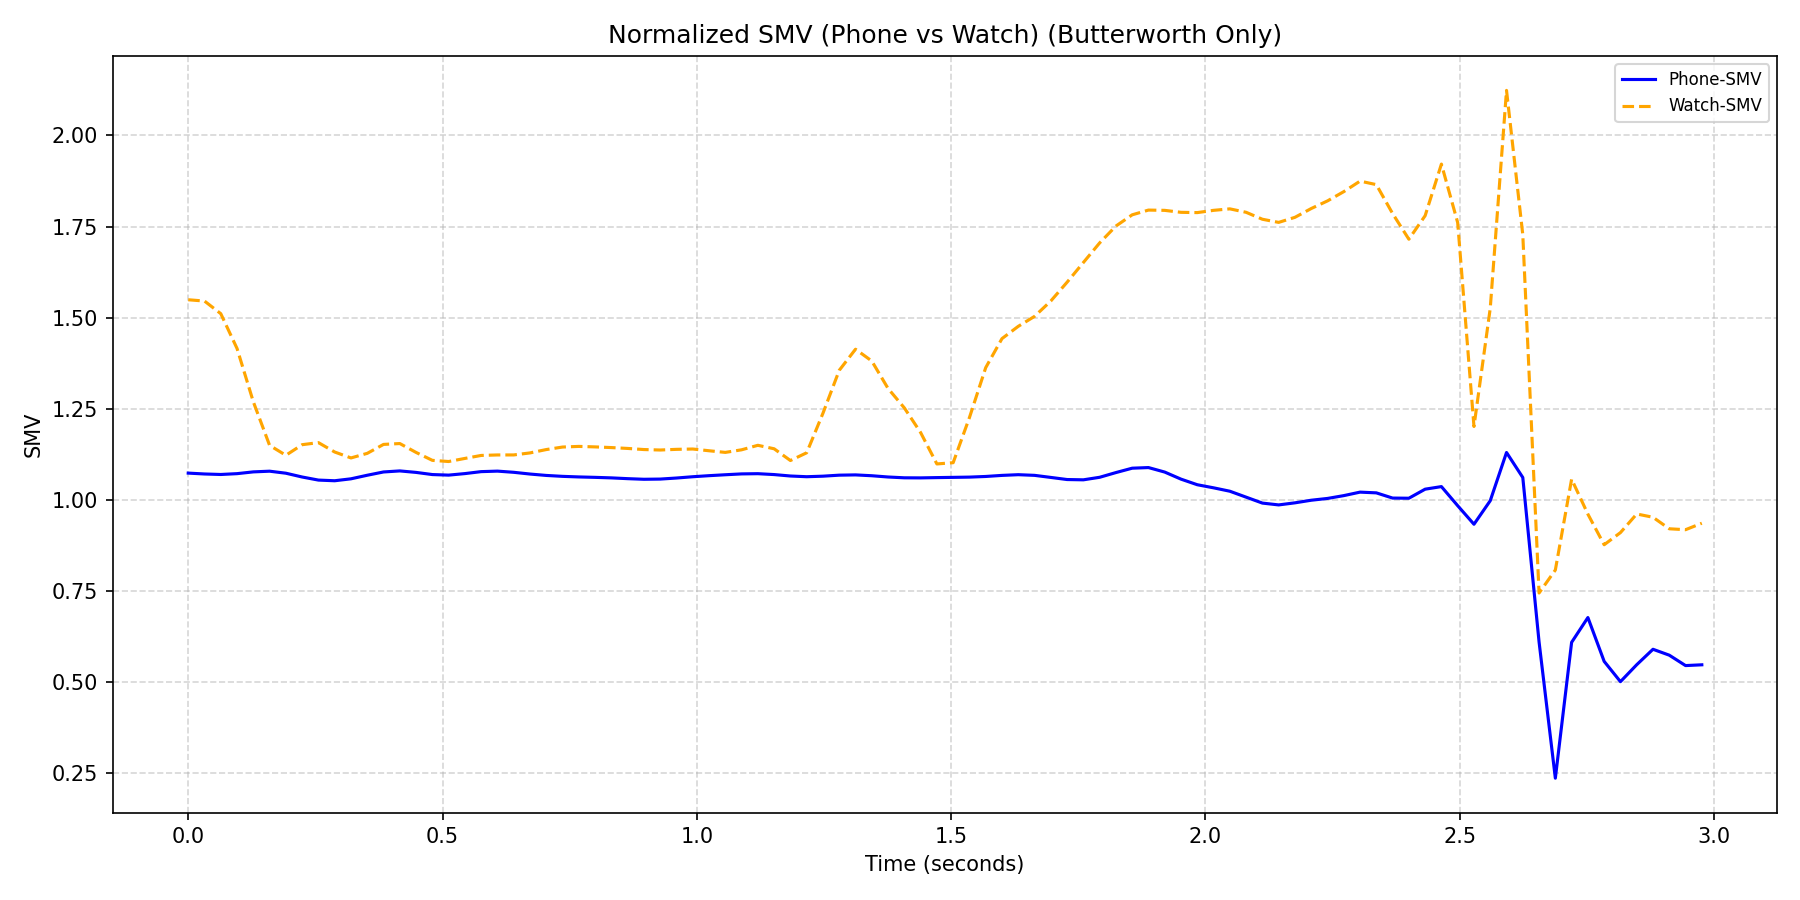 Normalized SMV (Phone vs Watch) (Butterworth Only)
Phone-SMV
Watch-SMV
SMV
2.00
1.75
1.50
1.25
1.00
0.75
0.50
0.25
0.0 0.5 1.0 1.5 2.0 2.5 3.0
Time (seconds)